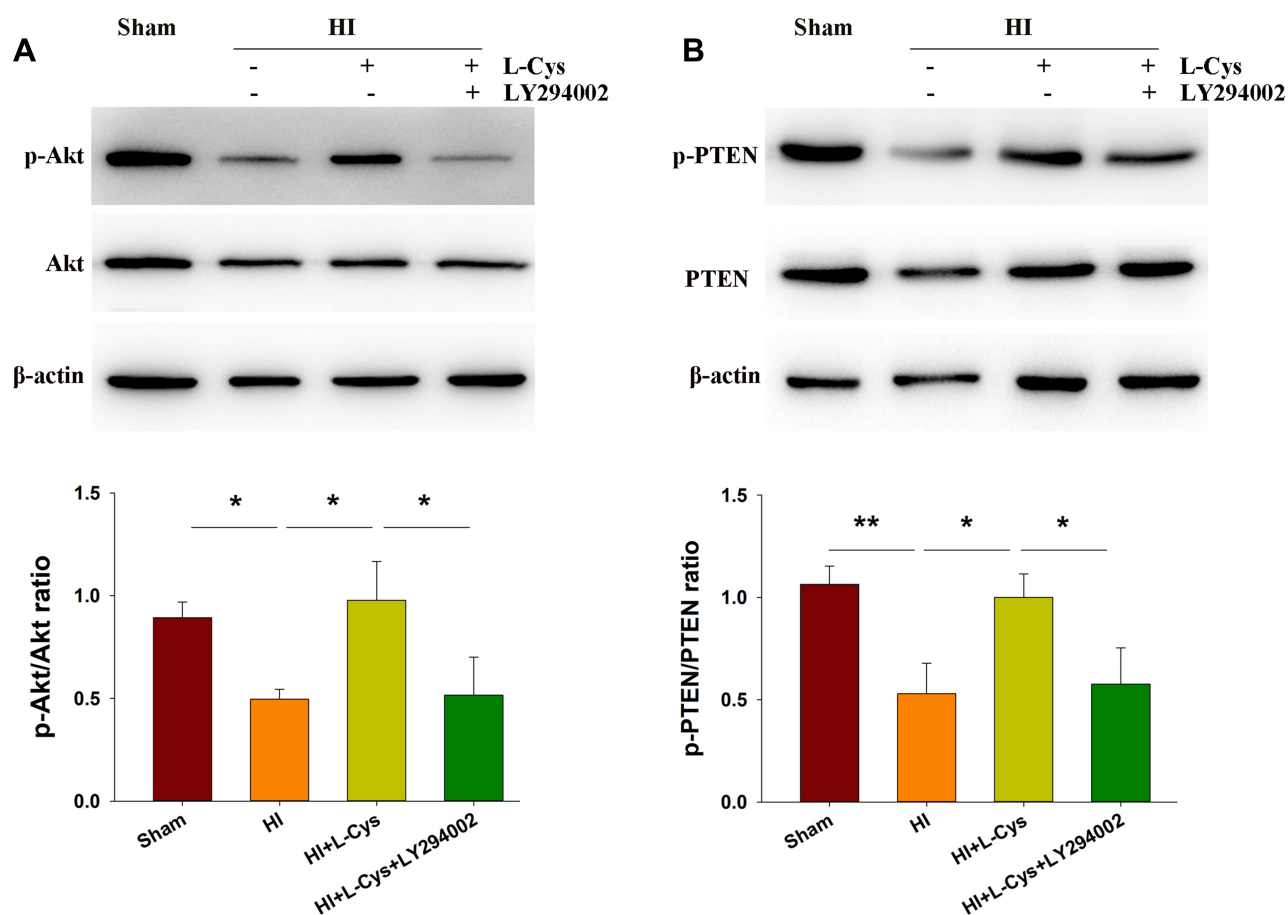 A
Sham HI
- + + L-Cys
- - + LY294002
p-Akt
Akt
β-actin
p-Akt/Akt ratio
1.5
1.0
0.5
0.0
* * *
Sham HI HI+L-Cys HI+L-Cys+LY294002
B
Sham HI
- + + L-Cys
- - + LY294002
p-PTEN
PTEN
β-actin
p-PTEN/PTEN ratio
1.5
1.0
0.5
0.0
** * *
Sham HI HI+L-Cys HI+L-Cys+LY294002